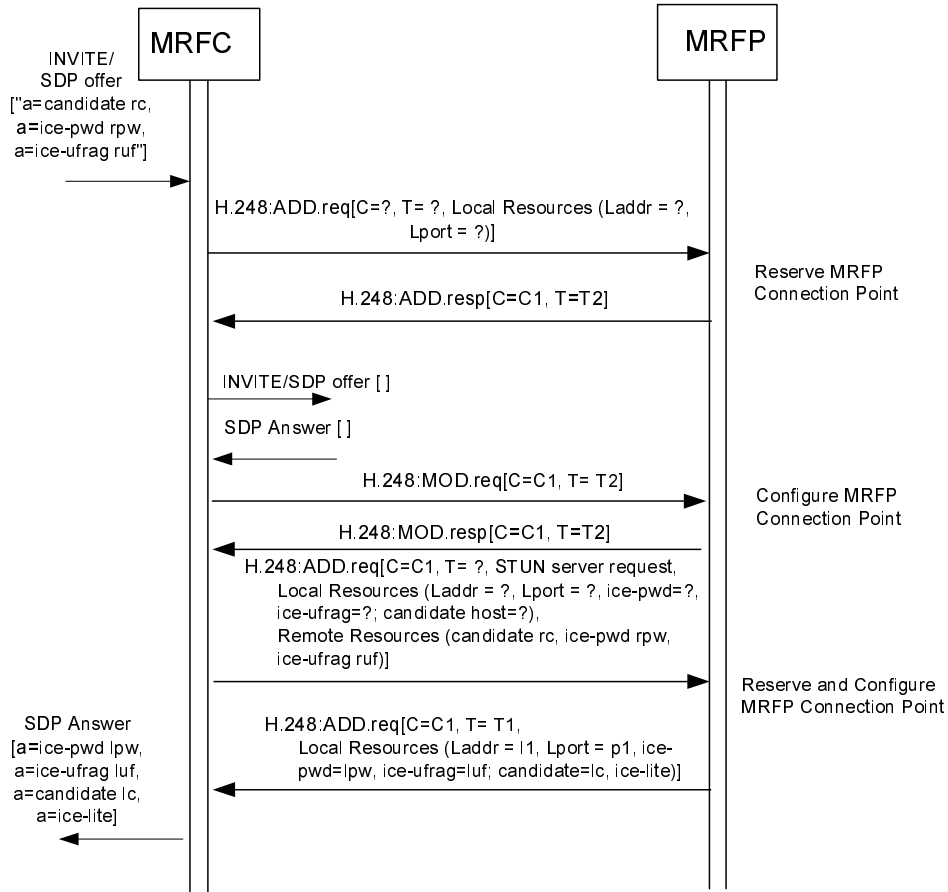 MRFC
MRFP
INVITE/
SDP offer
["a=candidate rc,
a=ice-pwd rpw,
a=ice-ufrag ruf"]
H.248:ADD.req[C=?, T= ?, Local Resources (Laddr = ?,
Lport = ?)]
Reserve MRFP
Connection Point
H.248:ADD.resp[C=C1, T=T2]
INVITE/SDP offer [ ]
SDP Answer [ ]
H.248:MOD.req[C=C1, T= T2]
Configure MRFP
Connection Point
H.248:MOD.resp[C=C1, T=T2]
H.248:ADD.req[C=C1, T= ?, STUN server request,
Local Resources (Laddr = ?, Lport = ?, ice-pwd=?,
ice-ufrag=?; candidate host=?),
Remote Resources (candidate rc, ice-pwd rpw,
ice-ufrag ruf)]
Reserve and Configure
MRFP Connection Point
H.248:ADD.req[C=C1, T= T1,
Local Resources (Laddr = l1, Lport = p1, ice-
pwd=lpw, ice-ufrag=luf; candidate=lc, ice-lite)]
SDP Answer
[a=ice-pwd lpw,
a=ice-ufrag luf,
a=candidate lc,
a=ice-lite]